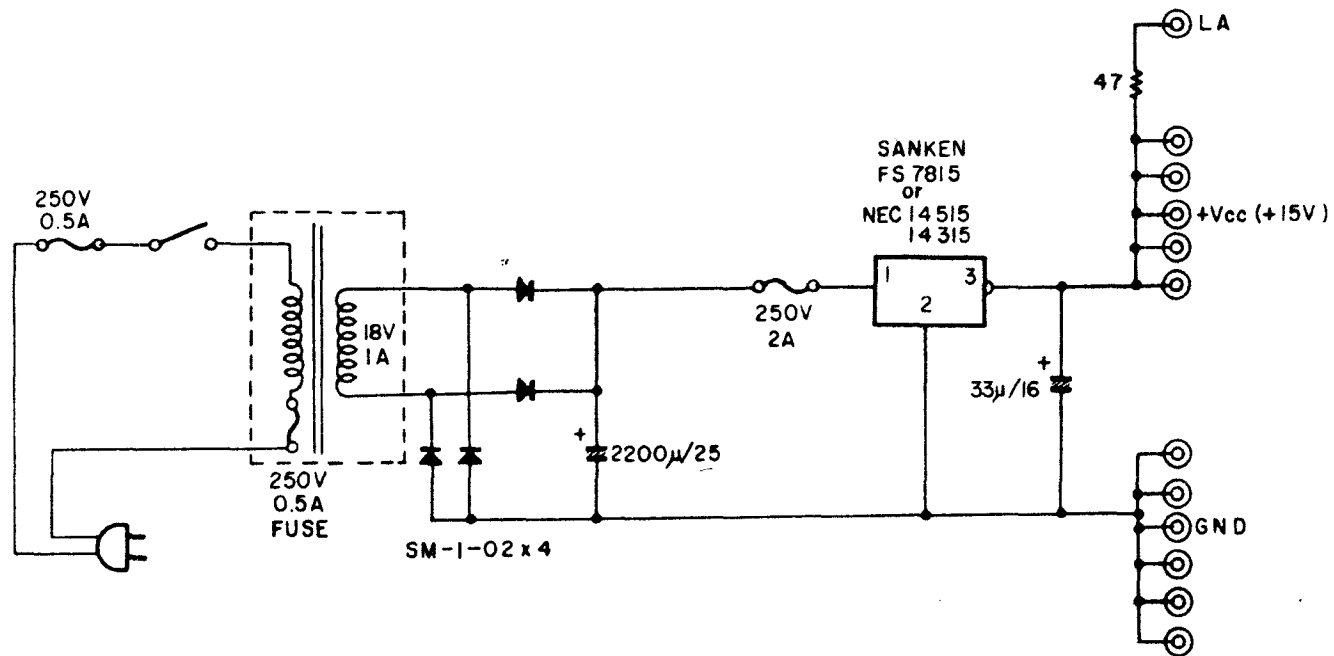 LA
47
SANKEN
FS 7815
or
NEC 14515
14315
250V
0.5A
+Vcc (+15V)
1
3
2
18V
1A
250V
2A
+
33μ/16
+
2200μ/25
250V
0.5A
FUSE
GND
SM-1-02 x 4